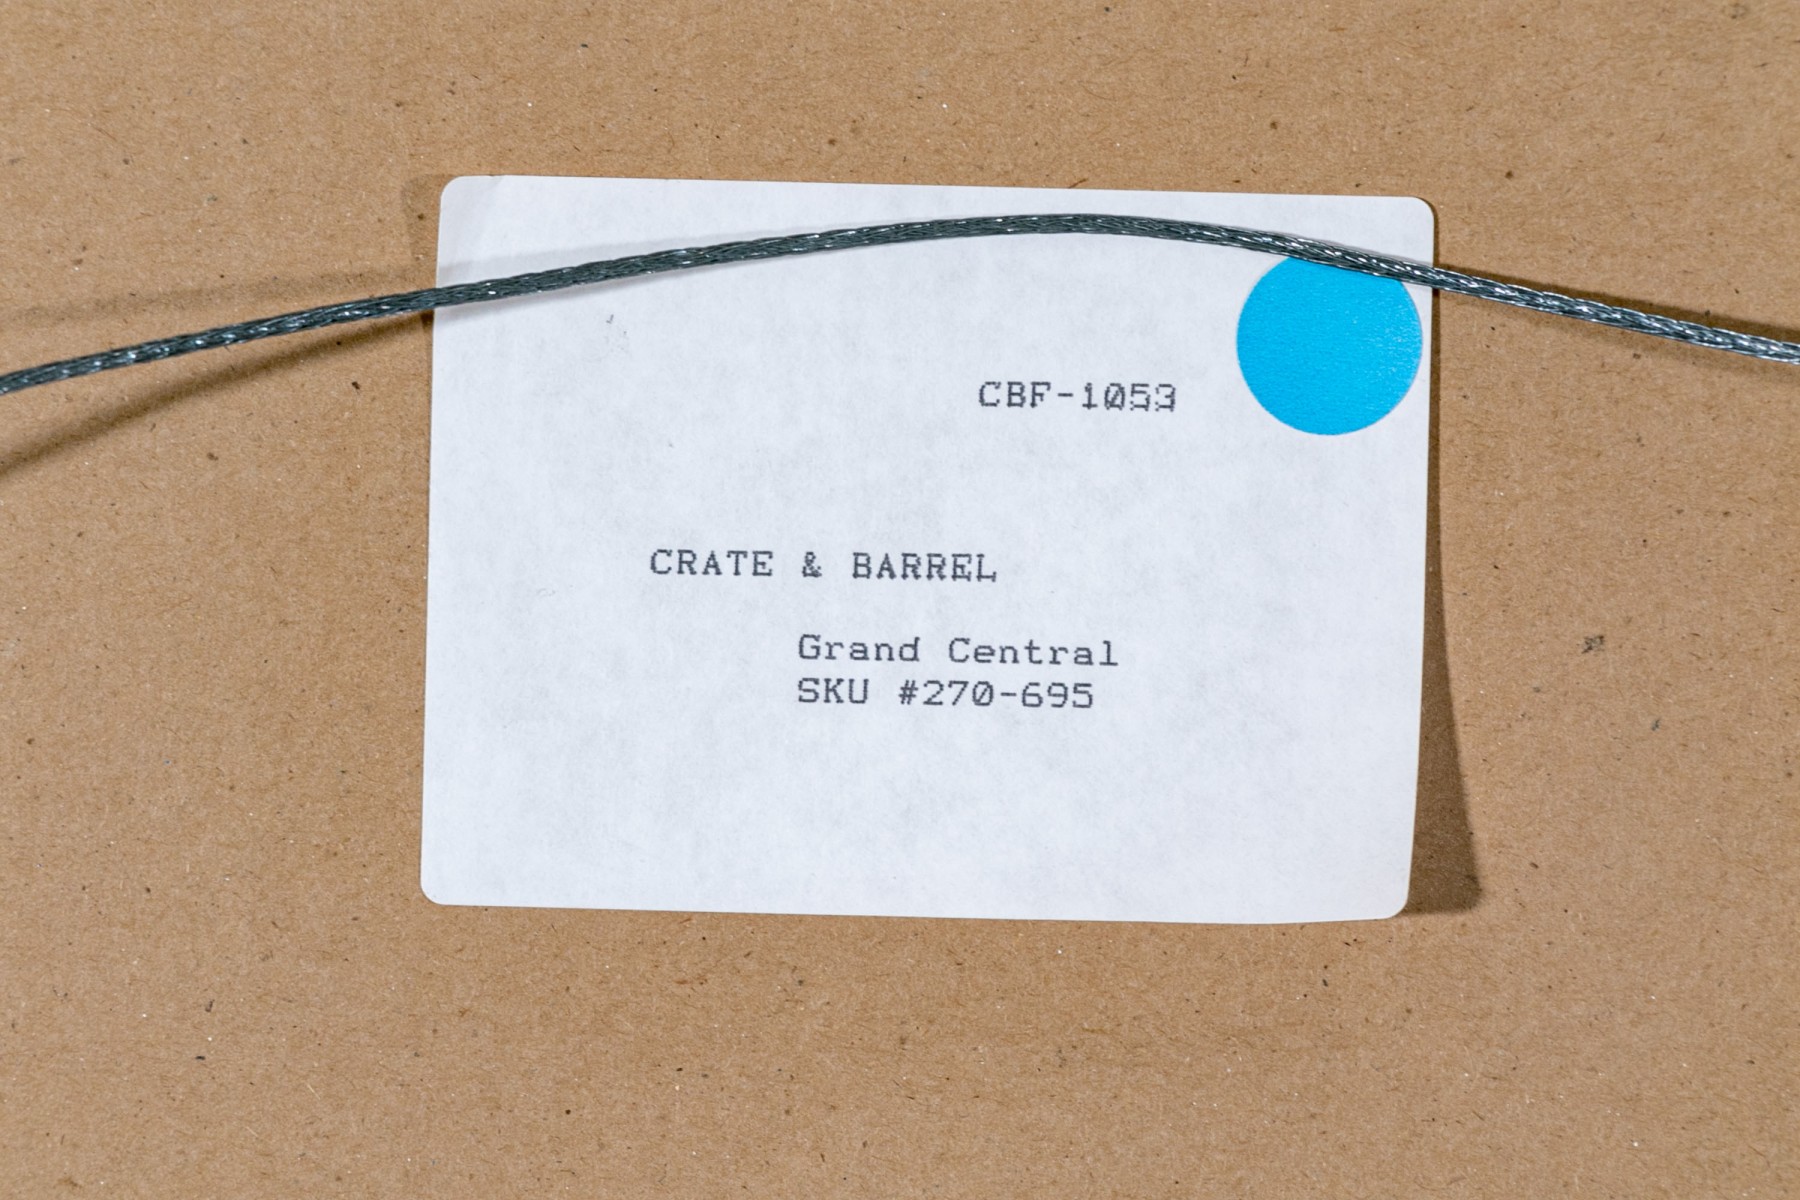 CBF-1053
CRATE & BARREL
Grand Central
SKU #270-695